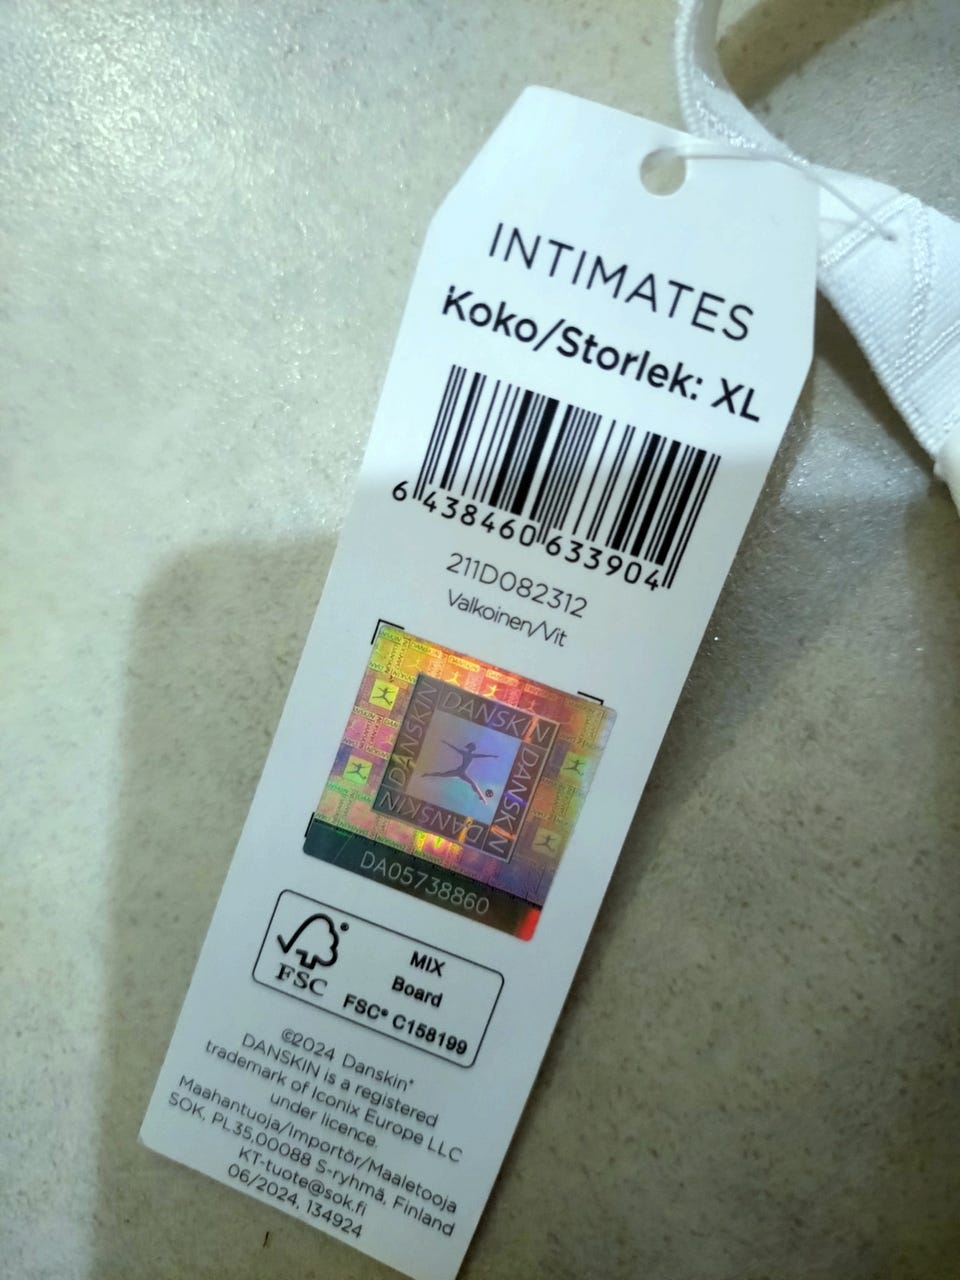 INTIMATES
Koko/Storlek: XL
6 438460 633904
211D082312
Valkoinen/Vit
DANSKIN
DANSKIN
DANSKIN
DANSKIN
DA05738860
FSC
MIX
Board
FSC® C158199
©2024 Danskin®
DANSKIN is a registered
trademark of Iconix Europe LLC
under licence.
Maahantuoja/Importör/Maaletooja
SOK, PL35,00088 S-ryhmä, Finland
KT-tuote@sok.fi
06/2024, 134924